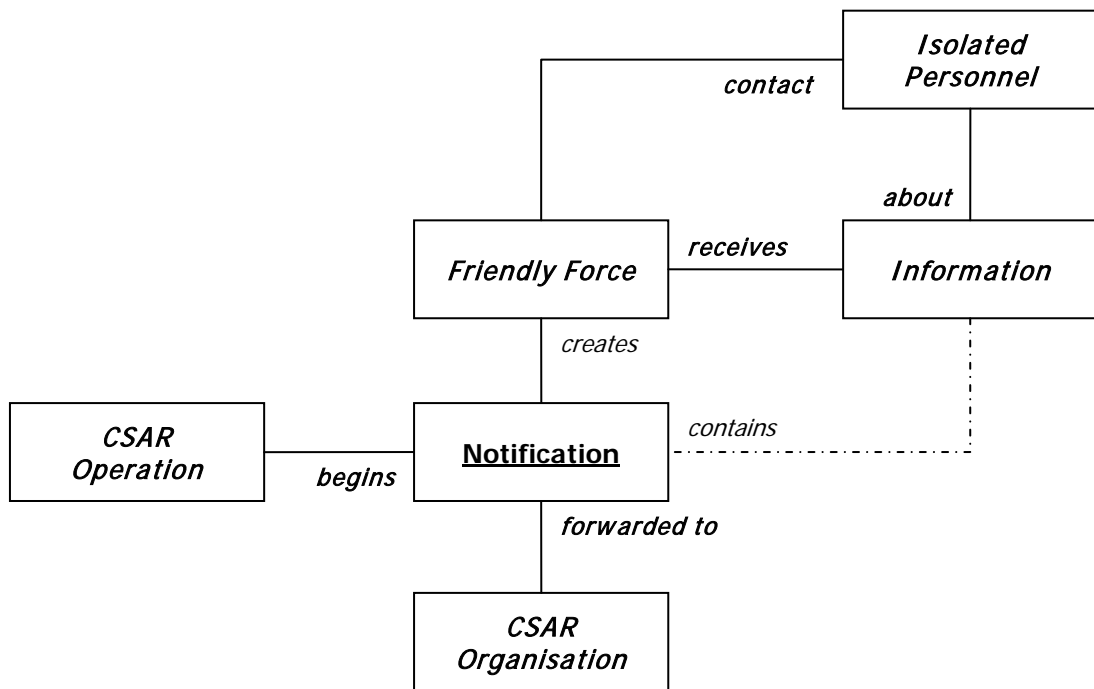 Isolated
Personnel
contact
about
Friendly Force
receives
Information
creates
CSAR
Operation
begins
Notification
contains
forwarded to
CSAR
Organisation